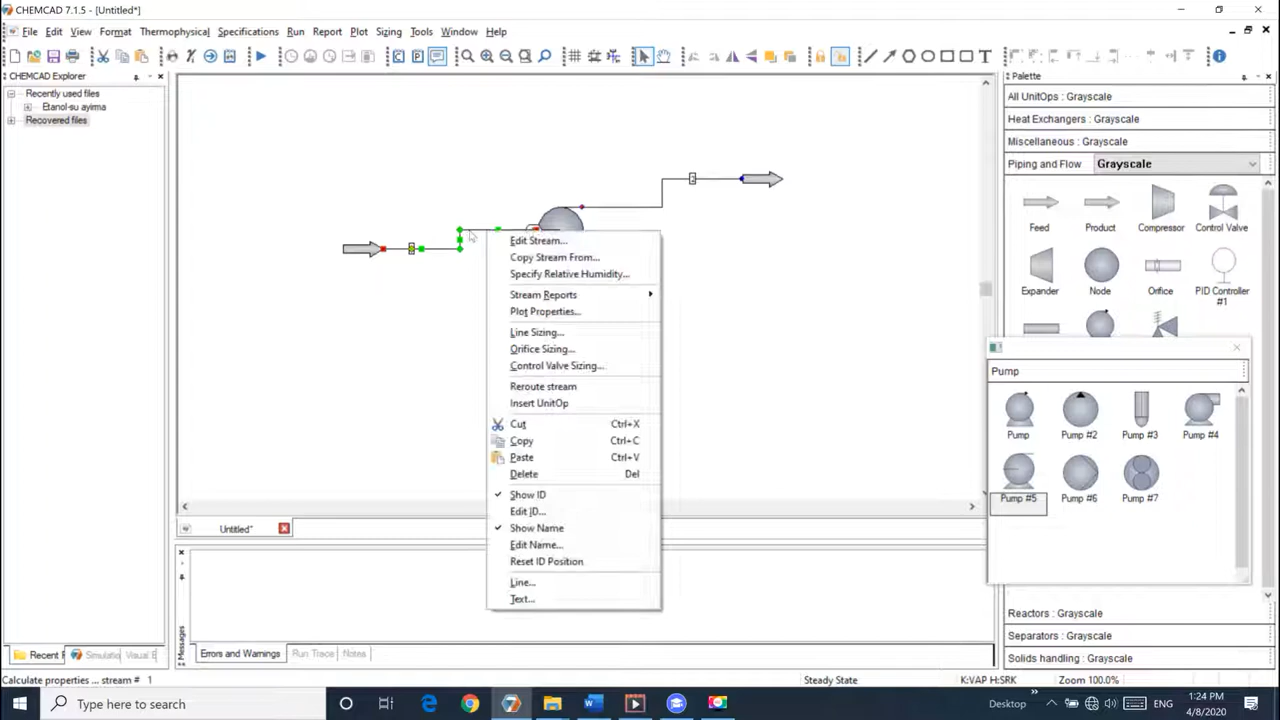 CHEMCAD 7.1.5 - [Untitled*]
File Edit View Format Thermophysical Specifications Run Report Plot Sizing Tools Window Help
CHEMCAD Explorer
Recently used files
Etanol-su ayima
Recovered files
Palette
All UnitOps : Grayscale
Heat Exchangers : Grayscale
Miscellaneous : Grayscale
Piping and Flow Grayscale
Feed Product Compressor Control Valve
Expander Node Orifice PID Controller #1
Edit Stream...
Copy Stream From...
Specify Relative Humidity...
Stream Reports
Plot Properties...
Line Sizing...
Orifice Sizing...
Control Valve Sizing...
Reroute stream
Insert UnitOp
Cut Ctrl+X
Copy Ctrl+C
Paste Ctrl+V
Delete Del
Show ID
Edit ID...
Show Name
Edit Name...
Reset ID Position
Line...
Text...
Pump
Pump Pump #2 Pump #3 Pump #4
Pump #5 Pump #6 Pump #7
Untitled*
Messages
Errors and Warnings Run Trace Notes
Reactors : Grayscale
Separators : Grayscale
Solids handling : Grayscale
Recent F Simulatio Visual E
Calculate properties ... stream # 1
Steady State K:VAP H:SRK Zoom 100.0%
Type here to search
Desktop ENG
1:24 PM
4/8/2020